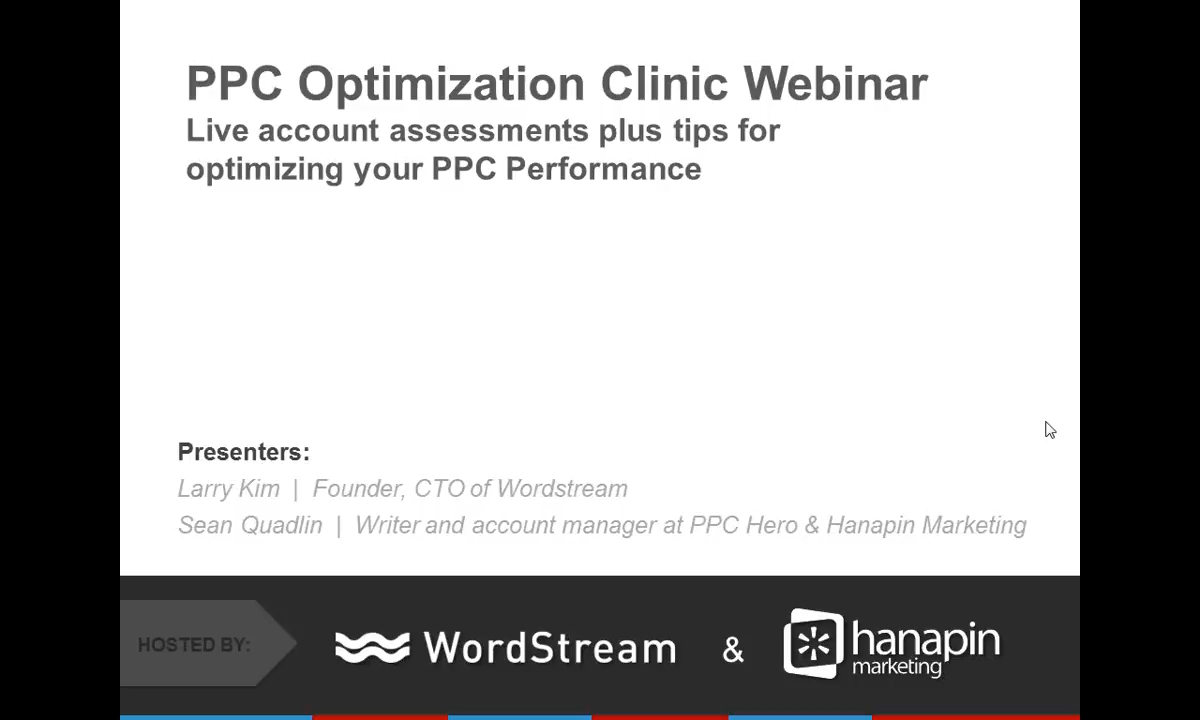 PPC Optimization Clinic Webinar
Live account assessments plus tips for
optimizing your PPC Performance
Presenters:
Larry Kim | Founder, CTO of Wordstream
Sean Quadlin | Writer and account manager at PPC Hero & Hanapin Marketing
HOSTED BY:
WordStream & hanapin
marketing